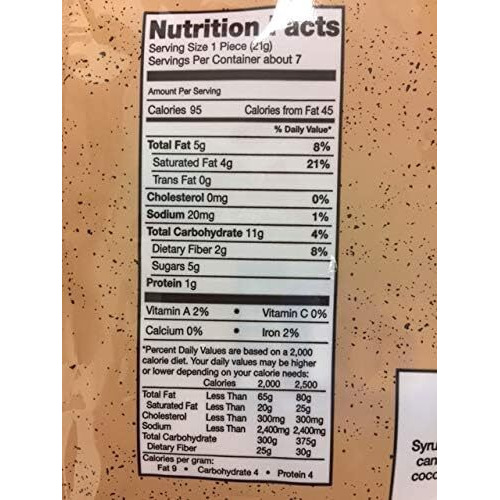 Nutrition Facts
Serving Size 1 Piece (21g)
Servings Per Container about 7
Amount Per Serving
Calories 95 Calories from Fat 45
% Daily Value*
Total Fat 5g 8%
Saturated Fat 4g 21%
Trans Fat 0g
Cholesterol 0mg 0%
Sodium 20mg 1%
Total Carbohydrate 11g 4%
Dietary Fiber 2g 8%
Sugars 5g
Protein 1g
Vitamin A 2% • Vitamin C 0%
Calcium 0% • Iron 2%
*Percent Daily Values are based on a 2,000
calorie diet. Your daily values may be higher
or lower depending on your calorie needs:
Calories 2,000 2,500
Total Fat Less Than 65g 80g
Saturated Fat Less Than 20g 25g
Cholesterol Less Than 300mg 300mg
Sodium Less Than 2,400mg 2,400mg
Total Carbohydrate 300g 375g
Dietary Fiber 25g 30g
Calories per gram:
Fat 9 • Carbohydrate 4 • Protein 4
Syru
can
coco